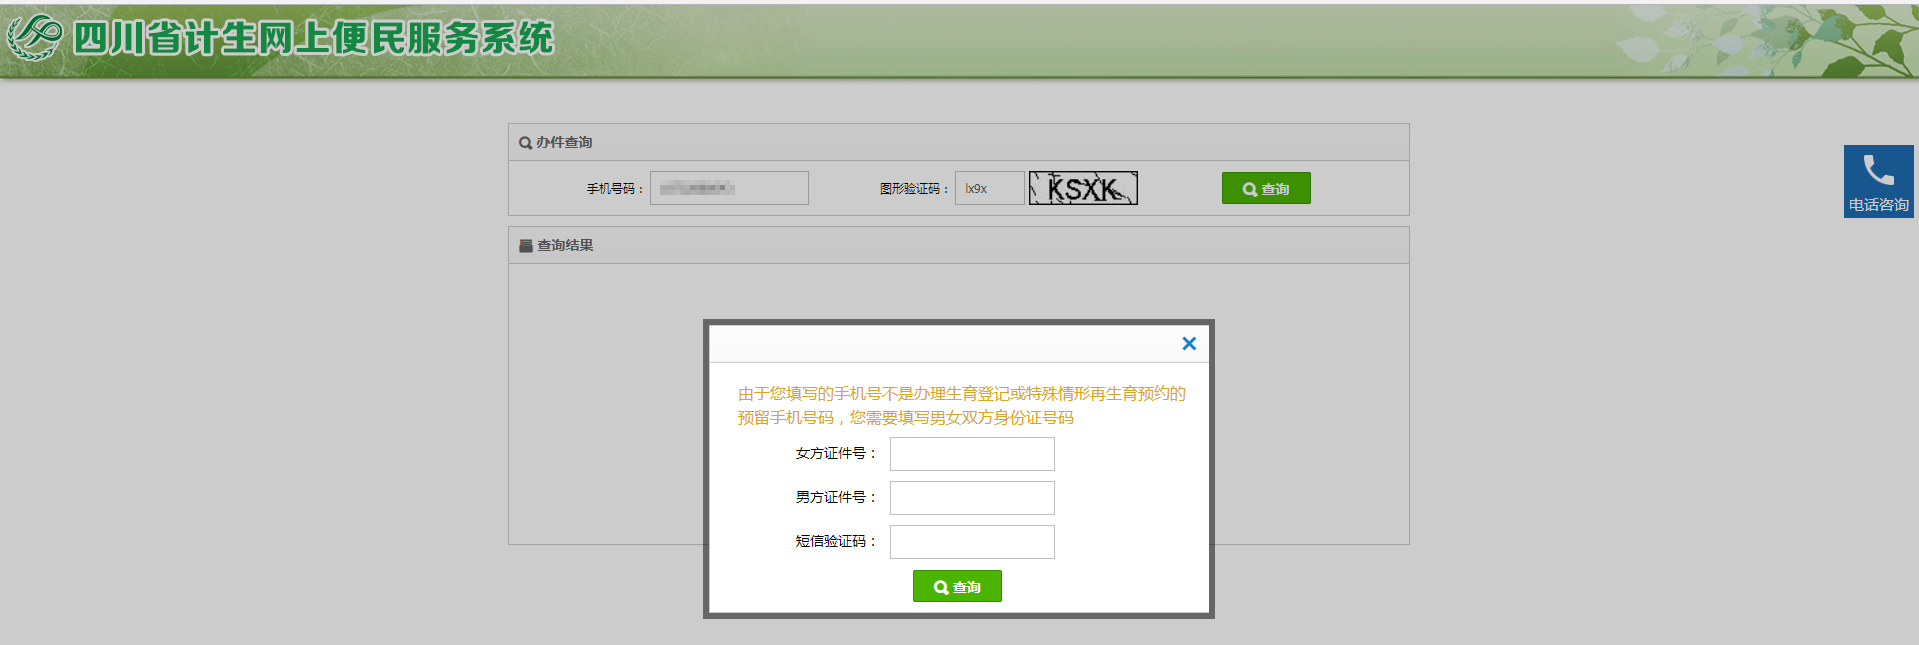 四川省计生网上便民服务系统
办件查询
手机号码： 图形验证码： lx9x KSXK 查询
电话咨询
查询结果
由于您填写的手机号不是办理生育登记或特殊情形再生育预约的
预留手机号码，您需要填写男女双方身份证号码
女方证件号：
男方证件号：
短信验证码：
查询